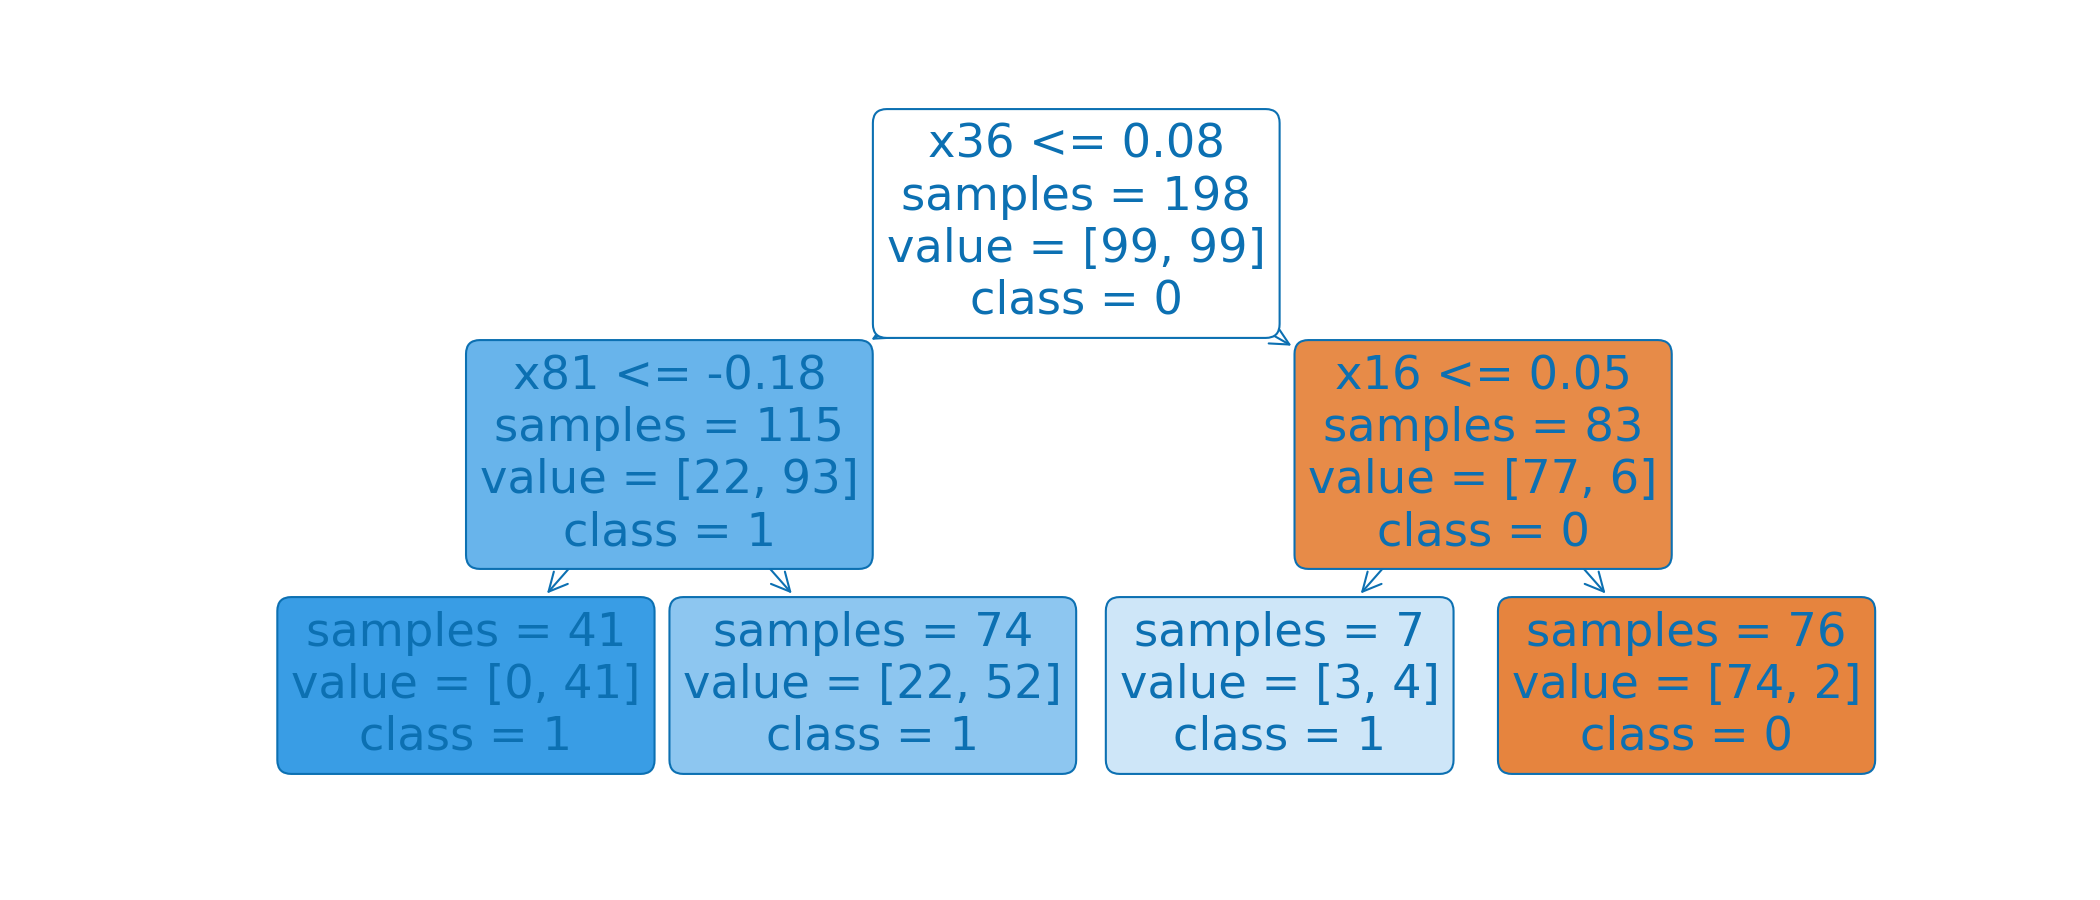 x36 <= 0.08
samples = 198
value = [99, 99]
class = 0
x81 <= -0.18
samples = 115
value = [22, 93]
class = 1
x16 <= 0.05
samples = 83
value = [77, 6]
class = 0
samples = 41
value = [0, 41]
class = 1
samples = 74
value = [22, 52]
class = 1
samples = 7
value = [3, 4]
class = 1
samples = 76
value = [74, 2]
class = 0